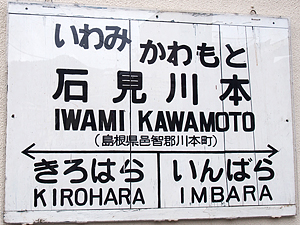 いわみ かわもと
石見川本
IWAMI KAWAMOTO
(島根県邑智郡川本町)
きろはら いんばら
KIROHARA IMBARA